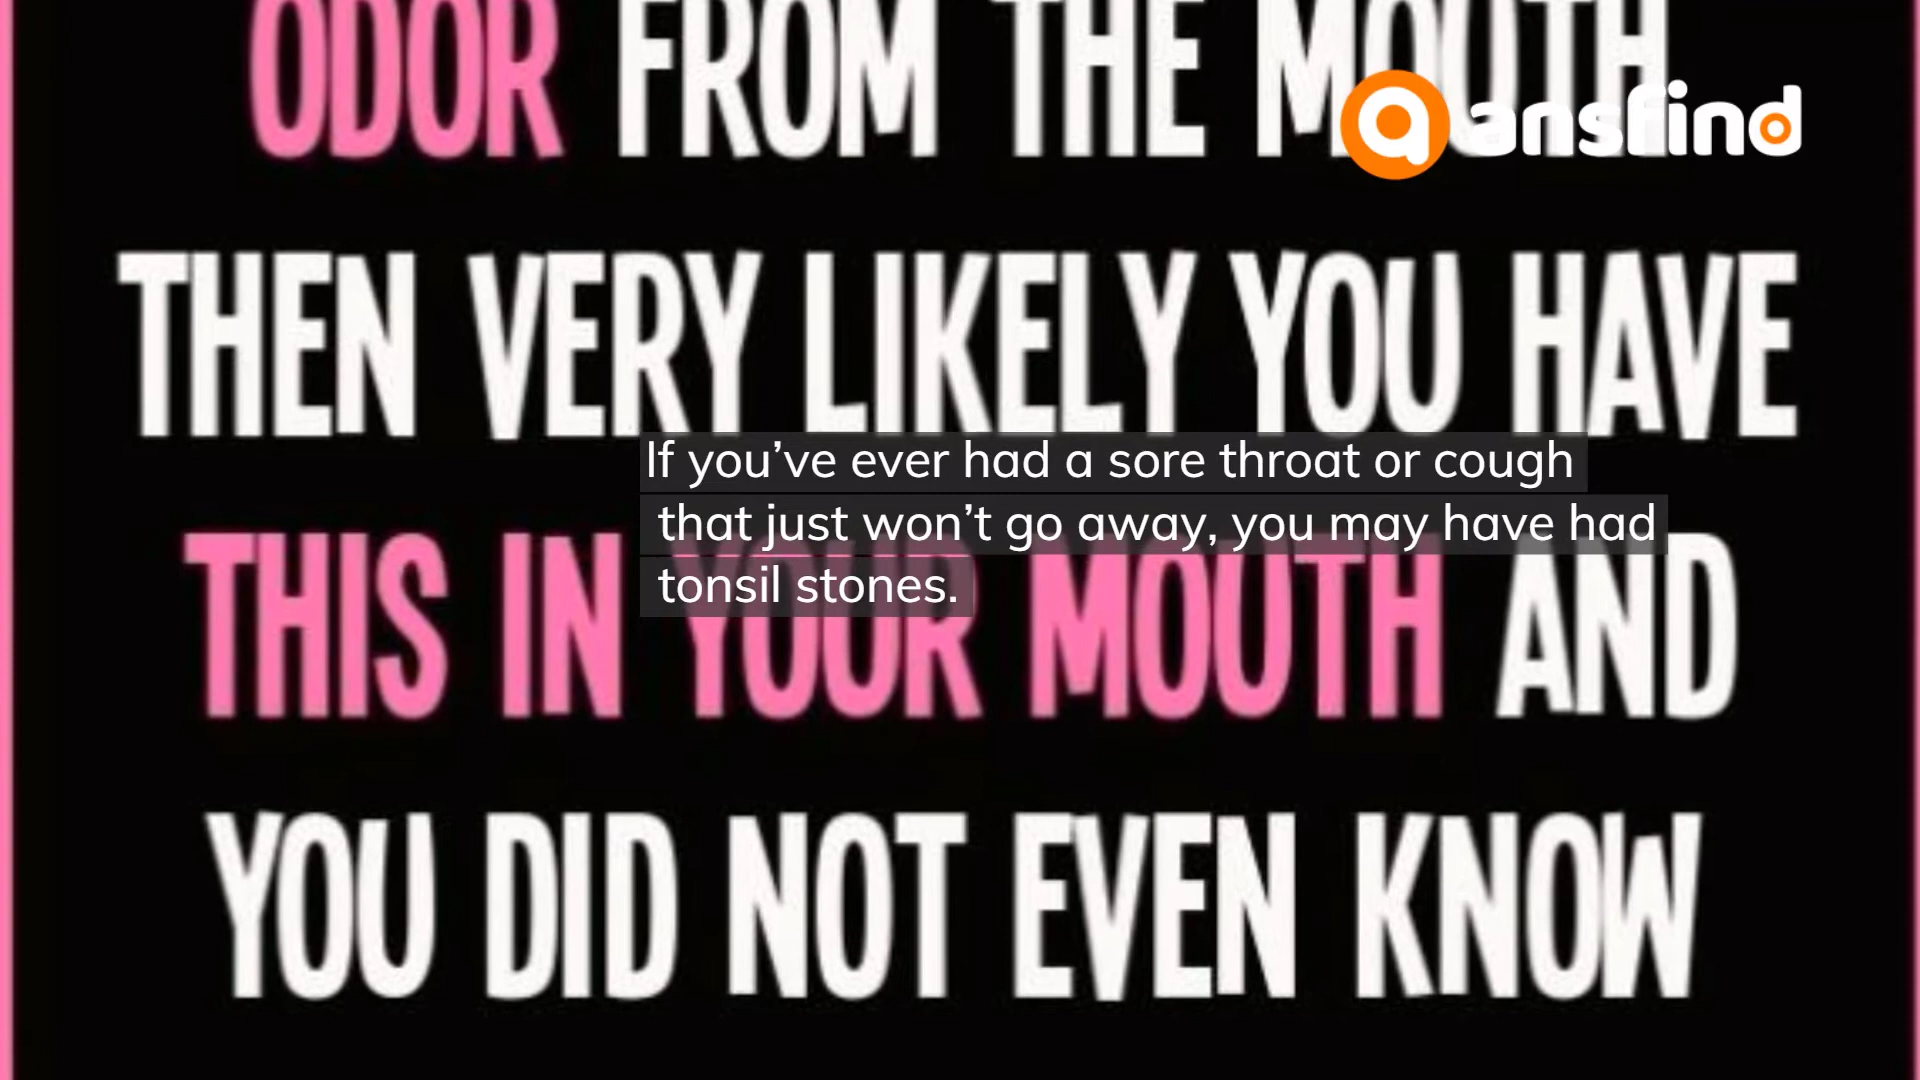 ODOR FROM THE MOUTH
ansfind
THEN VERY LIKELY YOU HAVE
If you’ve ever had a sore throat or cough
that just won’t go away, you may have had
tonsil stones.
THIS IN YOUR MOUTH AND
YOU DID NOT EVEN KNOW